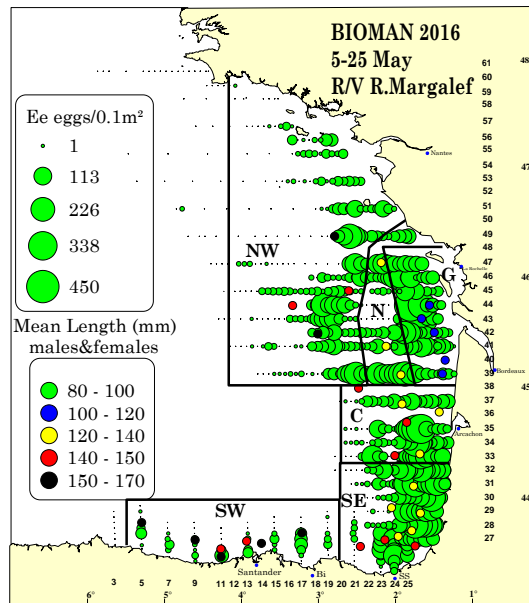 BIOMAN 2016
5-25 May
R/V R.Margalef
Ee eggs/0.1m²
1
113
226
338
450
Mean Length (mm)
males&females
80 - 100
100 - 120
120 - 140
140 - 150
150 - 170
NW
N
G
C
SW
SE
Nantes
La Rochelle
Bordeaux
Arcachon
Santander
Bi
SS
61
60
59
58
57
56
55
54
53
52
51
50
49
48
47
46
45
44
43
42
41
40
39
38
37
36
35
34
33
32
31
30
29
28
27
48
47
46
45
44
3 5 7 9 11 12 13 14 15 16 17 18 19 20 21 22 23 24 25
6° 5° 4° 3° 2° 1°